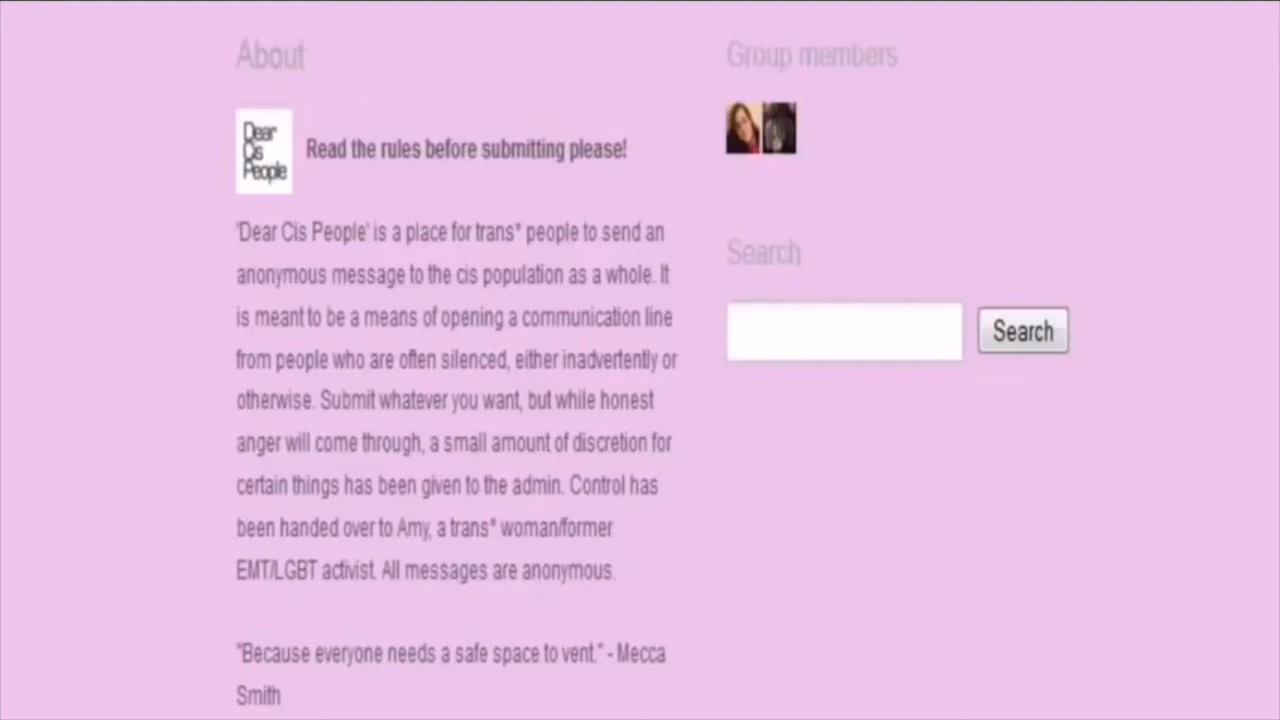 About
Dear
Cis
People
Read the rules before submitting please!
'Dear Cis People' is a place for trans* people to send an
anonymous message to the cis population as a whole. It
is meant to be a means of opening a communication line
from people who are often silenced, either inadvertently or
otherwise. Submit whatever you want, but while honest
anger will come through, a small amount of discretion for
certain things has been given to the admin. Control has
been handed over to Amy, a trans* woman/former
EMT/LGBT activist. All messages are anonymous.
"Because everyone needs a safe space to vent." - Mecca
Smith
Group members
Search
Search